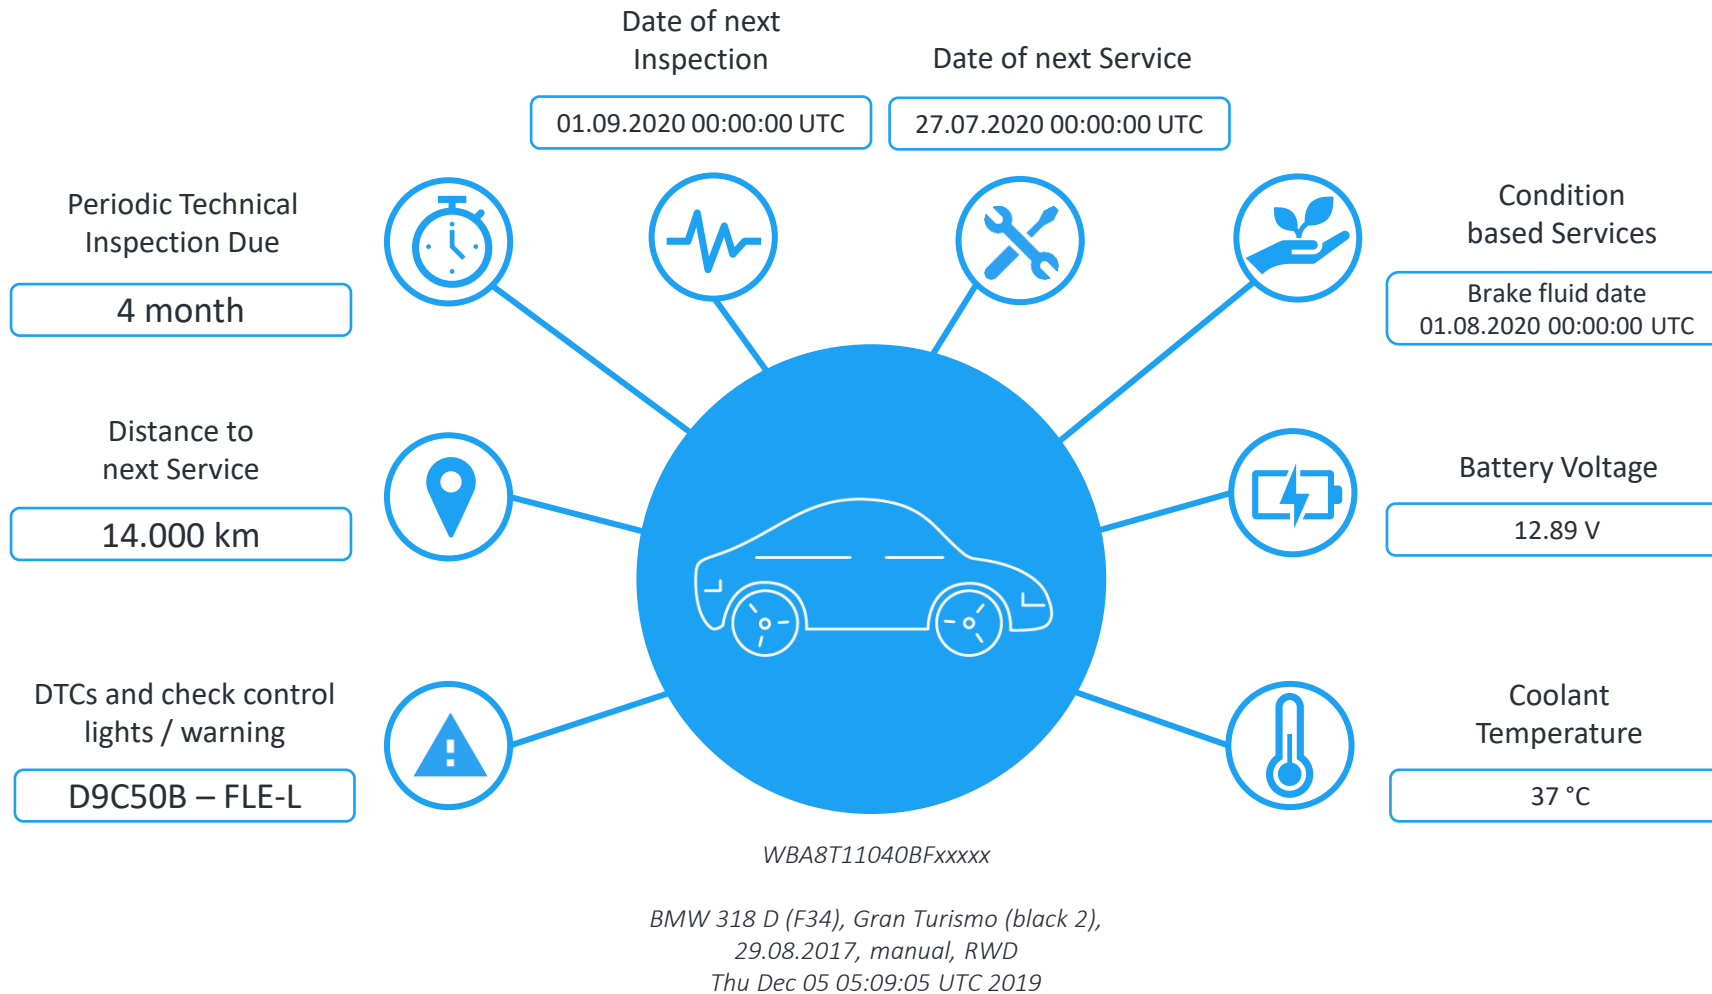 Date of next
Inspection
01.09.2020 00:00:00 UTC
Date of next Service
27.07.2020 00:00:00 UTC
Periodic Technical
Inspection Due
4 month
Condition
based Services
Brake fluid date
01.08.2020 00:00:00 UTC
Distance to
next Service
14.000 km
Battery Voltage
12.89 V
DTCs and check control
lights / warning
D9C50B – FLE-L
Coolant
Temperature
37 °C
WBA8T11040BFxxxxx
BMW 318 D (F34), Gran Turismo (black 2),
29.08.2017, manual, RWD
Thu Dec 05 05:09:05 UTC 2019